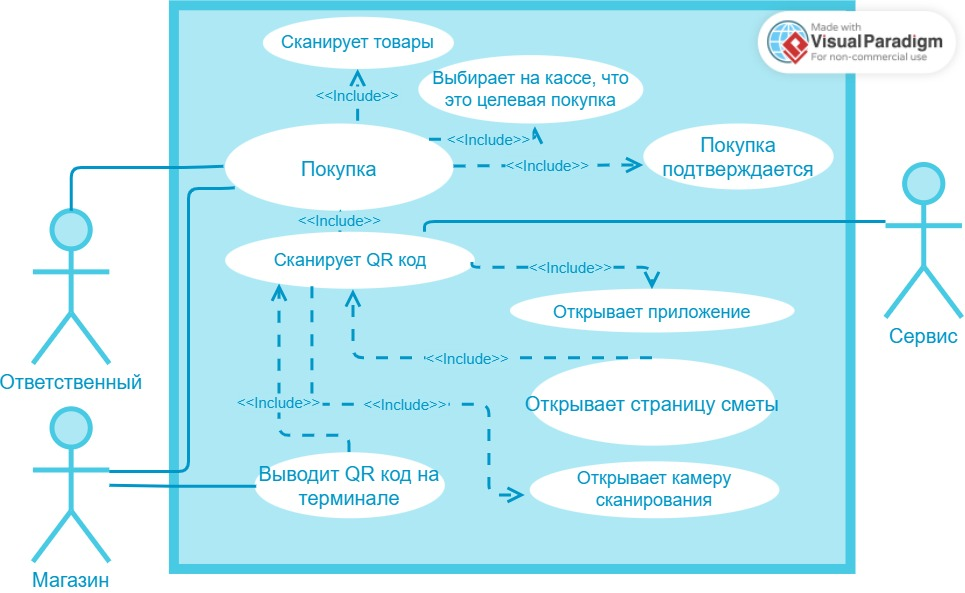 Made with
VisualParadigm
For non-commercial use
Сканирует товары
<<Include>>
Выбирает на кассе, что
это целевая покупка
<<Include>>
Покупка
<<Include>>
Покупка
подтверждается
<<Include>>
Сканирует QR код
<<Include>>
Открывает приложение
Сервис
Ответственный
<<Include>>
<<Include>>
<<Include>>
Открывает страницу сметы
Выводит QR код на
терминале
Открывает камеру
сканирования
Магазин